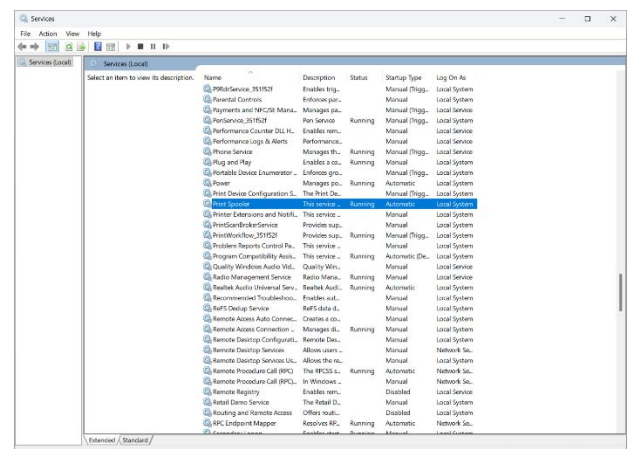 Services
File Action View Help
Services (Local)
Services (Local)
Select an item to view its description.
Name Description Status Startup Type Log On As
P9RdrService_351f52f Enables trig... Manual (Trigg... Local System
Parental Controls Enforces par... Manual Local System
Payments and NFC/SE Mana... Manages pa... Manual (Trigg... Local Service
PenService_351f52f Pen Service Running Manual (Trigg... Local System
Performance Counter DLL H... Enables rem... Manual Local Service
Performance Logs & Alerts Performance... Manual Local Service
Phone Service Manages th... Running Manual (Trigg... Local Service
Plug and Play Enables a co... Running Manual Local System
Portable Device Enumerator ... Enforces gro... Manual (Trigg... Local System
Power Manages po... Running Automatic Local System
Print Device Configuration S... The Print De... Manual (Trigg... Local System
Print Spooler This service ... Running Automatic Local System
Printer Extensions and Notifi... This service ... Manual Local System
PrintScanBrokerService Provides sup... Manual Local System
PrintWorkflow_351f52f Provides sup... Running Manual (Trigg... Local System
Problem Reports Control Pa... This service ... Manual Local System
Program Compatibility Assis... This service ... Running Automatic (De... Local System
Quality Windows Audio Vid... Quality Win... Manual Local Service
Radio Management Service Radio Mana... Running Manual Local Service
Realtek Audio Universal Serv... Realtek Audi... Running Automatic Local System
Recommended Troubleshoo... Enables aut... Manual Local System
ReFS Dedup Service ReFS data d... Manual Local System
Remote Access Auto Connec... Creates a co... Manual Local System
Remote Access Connection ... Manages di... Running Manual Local System
Remote Desktop Configurati... Remote Des... Manual Local System
Remote Desktop Services Allows users ... Manual Network Se...
Remote Desktop Services Us... Allows the re... Manual Local System
Remote Procedure Call (RPC) The RPCSS s... Running Automatic Network Se...
Remote Procedure Call (RPC)... In Windows ... Manual Network Se...
Remote Registry Enables rem... Disabled Local Service
Retail Demo Service The Retail D... Manual Local System
Routing and Remote Access Offers routi... Disabled Local System
RPC Endpoint Mapper Resolves RP... Running Automatic Network Se...
Extended Standard